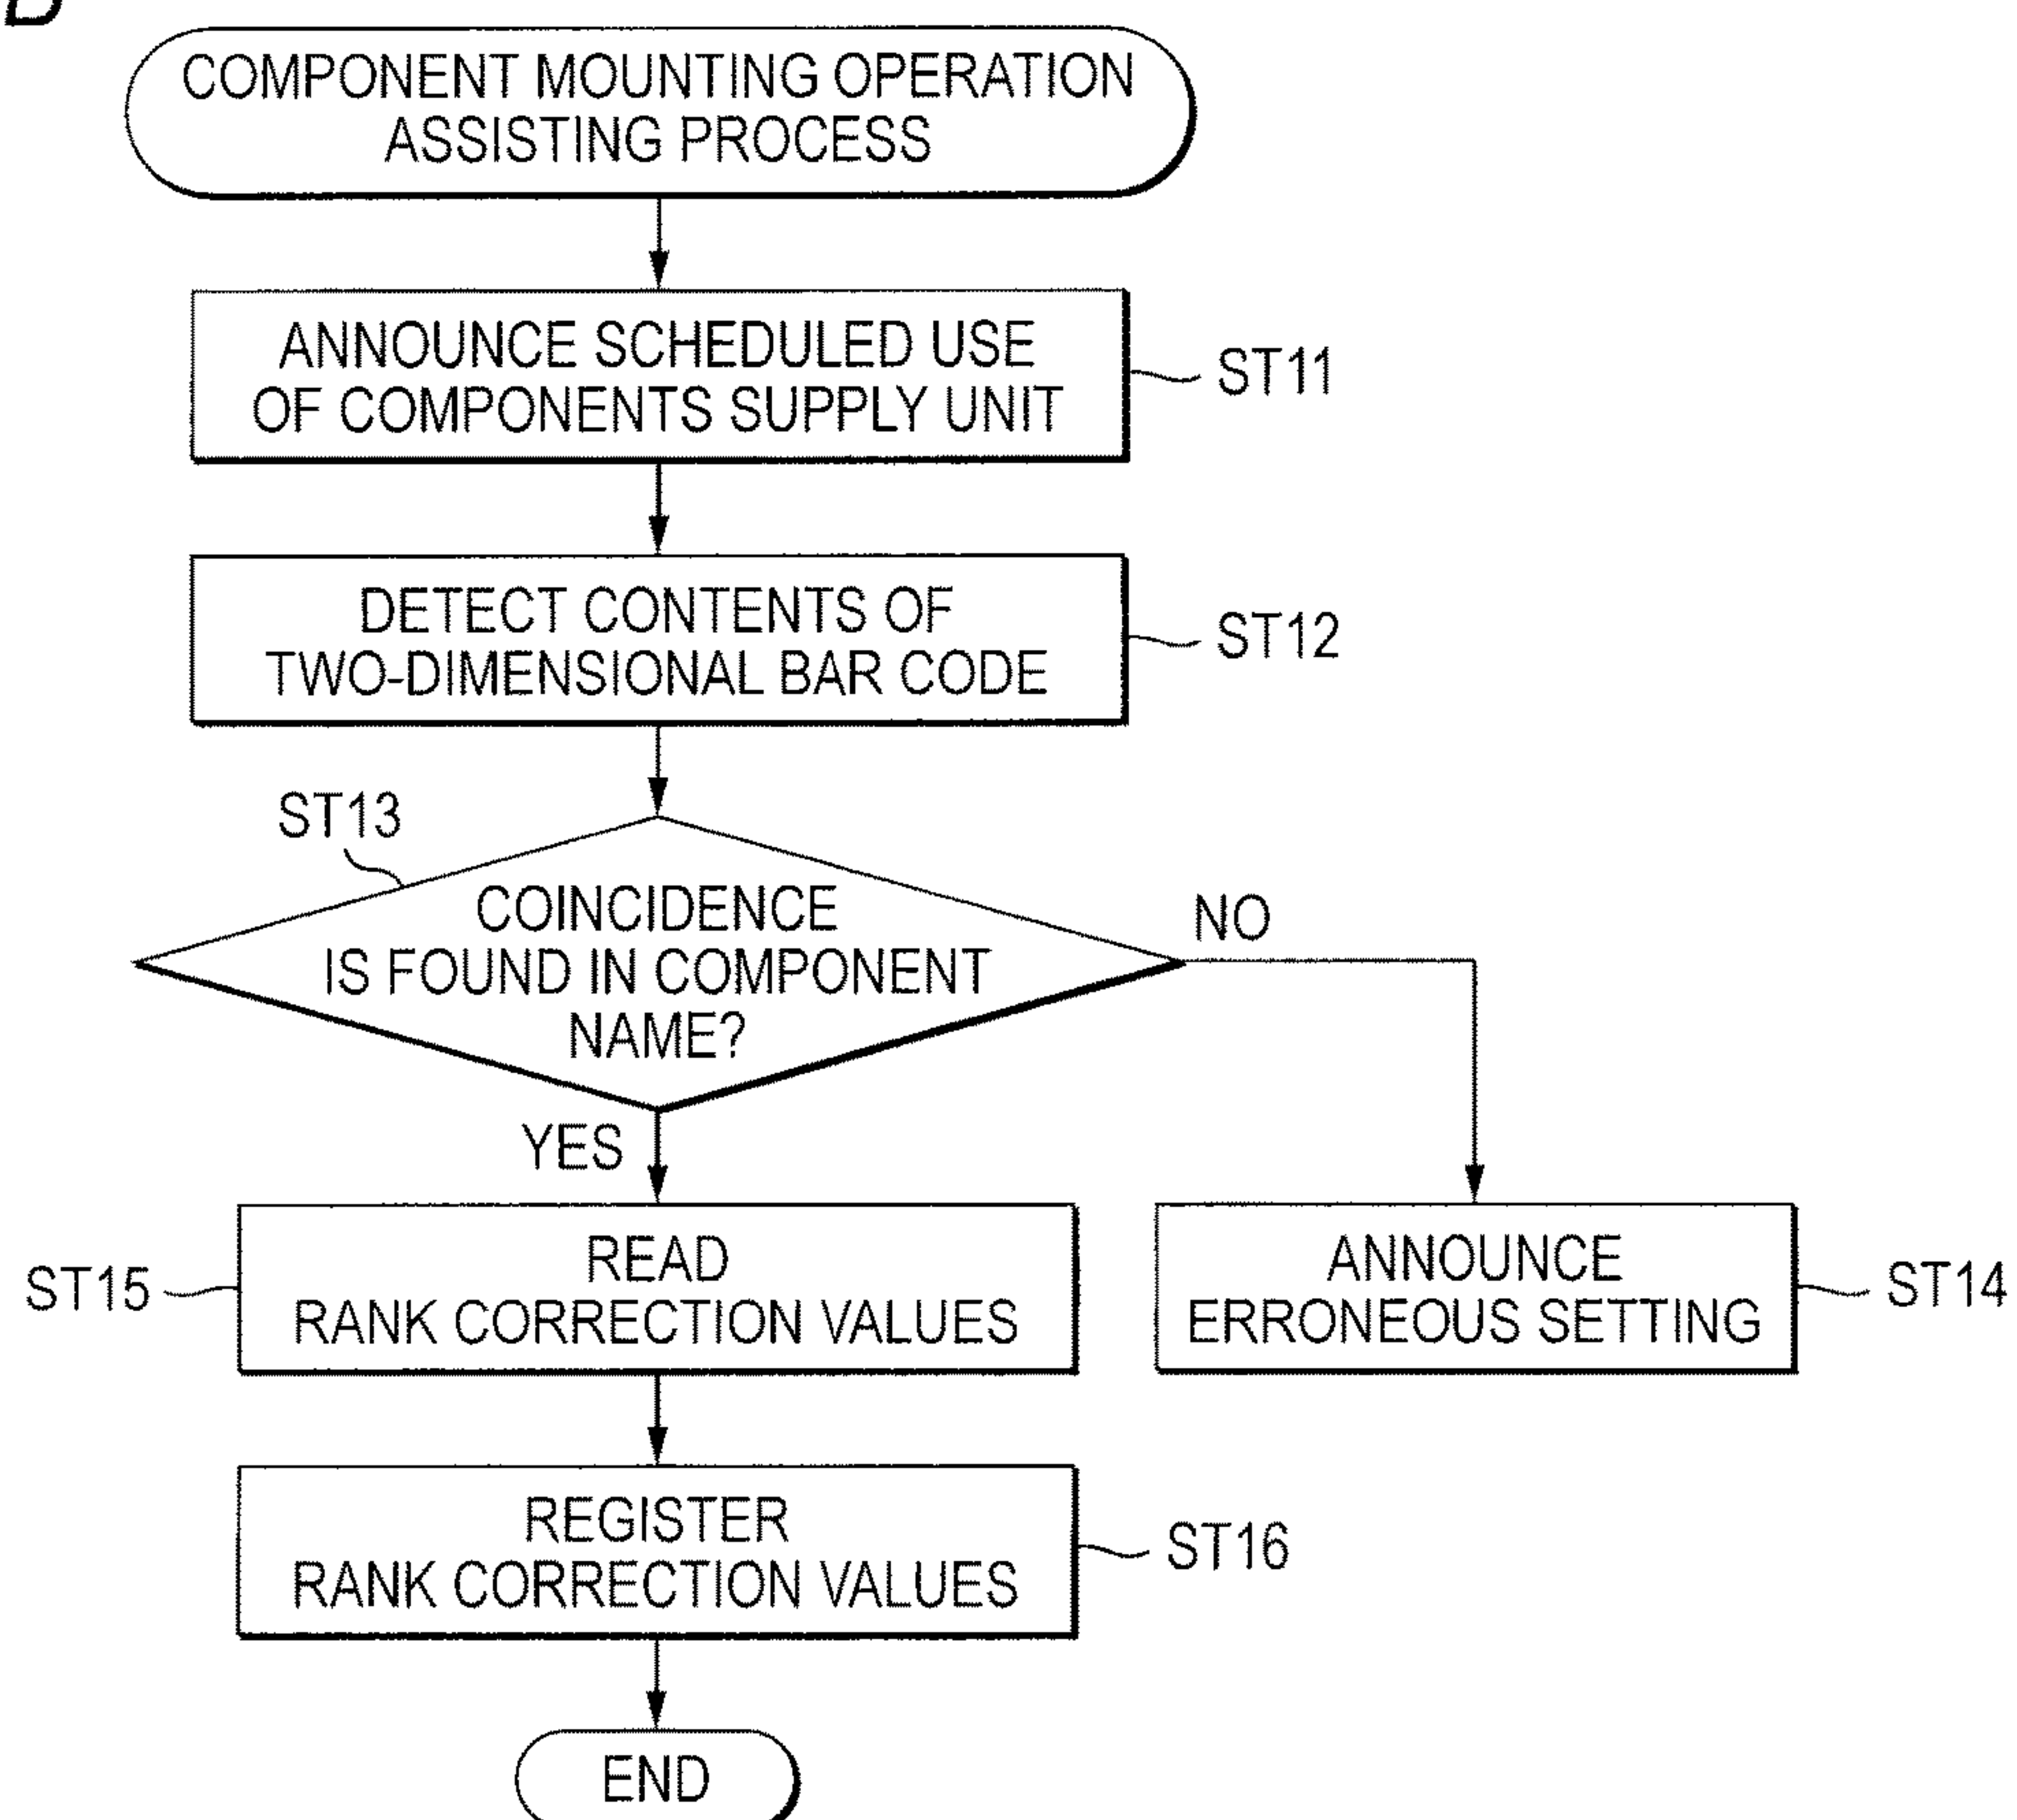 COMPONENT MOUNTING OPERATION
ASSISTING PROCESS
ANNOUNCE SCHEDULED USE
OF COMPONENTS SUPPLY UNIT
ST11
DETECT CONTENTS OF
TWO-DIMENSIONAL BAR CODE
ST12
ST13
COINCIDENCE
IS FOUND IN COMPONENT
NAME?
NO
YES
READ
RANK CORRECTION VALUES
ST15
ANNOUNCE
ERRONEOUS SETTING
ST14
REGISTER
RANK CORRECTION VALUES
ST16
END